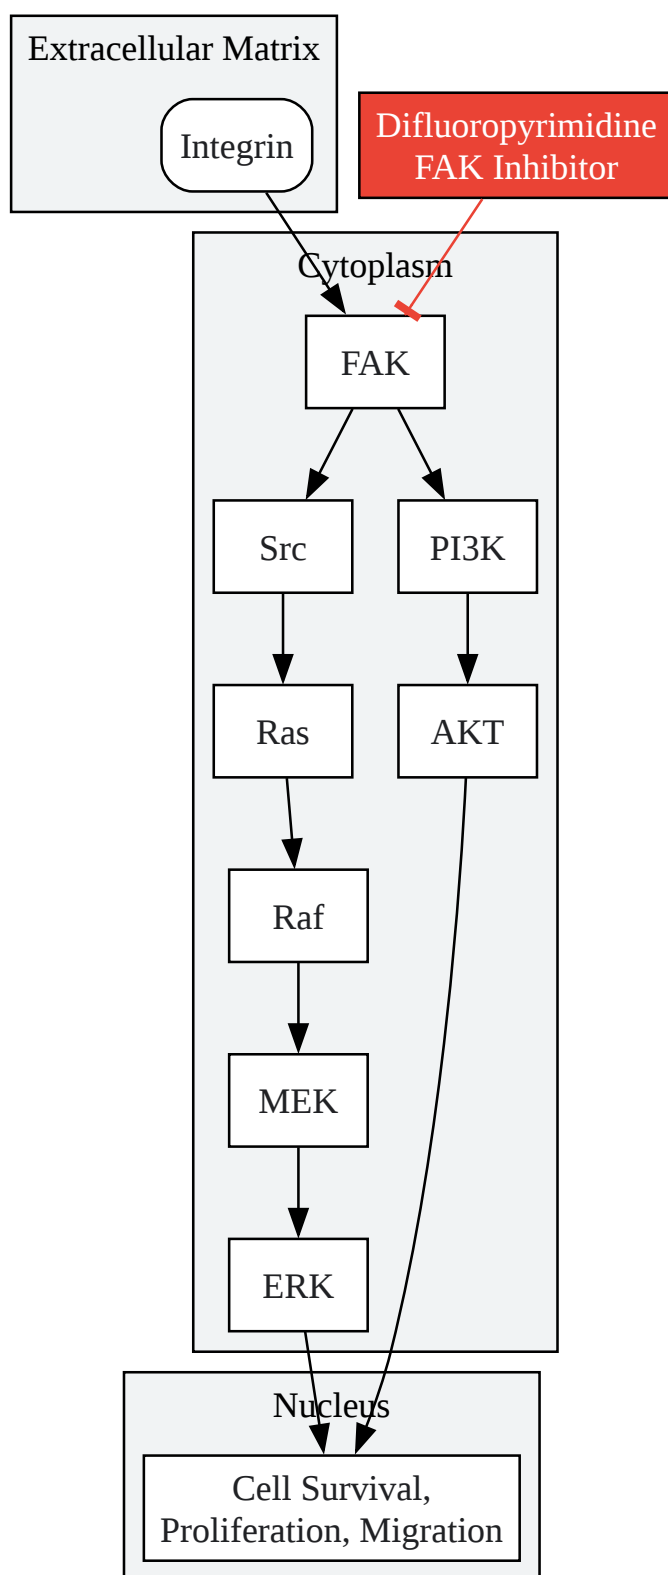 Extracellular Matrix
Integrin
Difluoropyrimidine
FAK Inhibitor
Cytoplasm
FAK
Src
PI3K
Ras
AKT
Raf
MEK
ERK
Nucleus
Cell Survival,
Proliferation, Migration